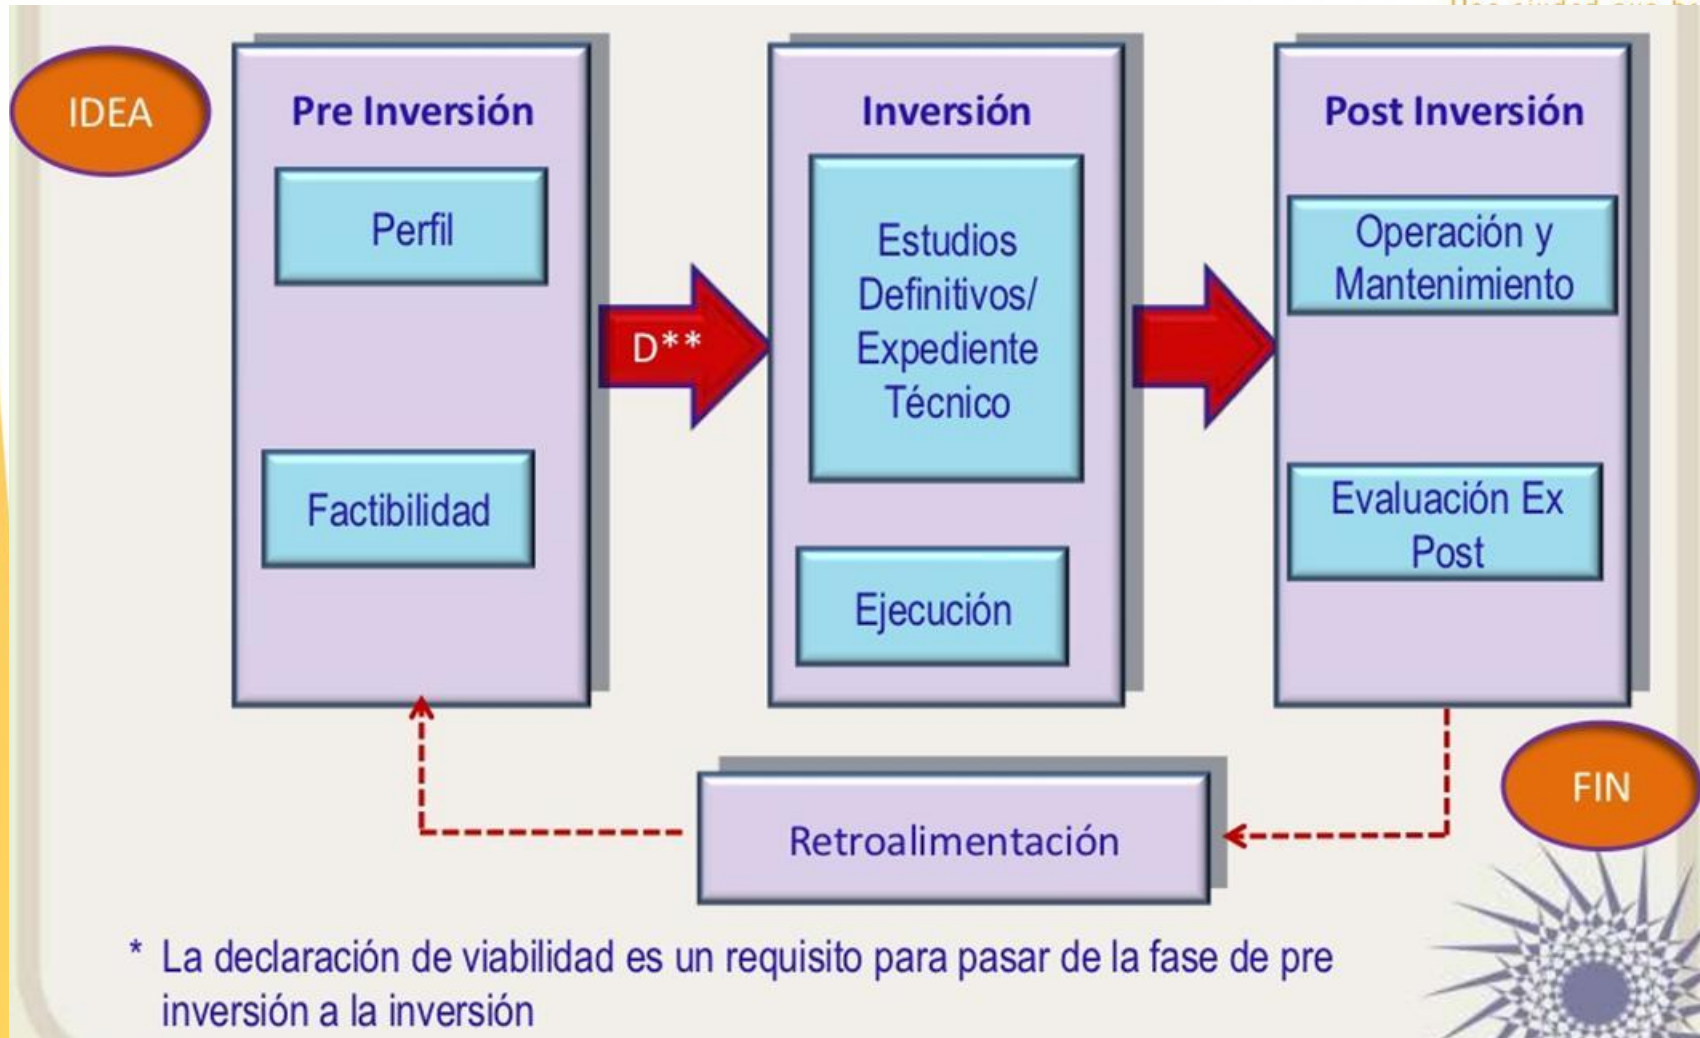 IDEA
Pre Inversión
Perfil
Factibilidad
D**
Inversión
Estudios
Definitivos/
Expediente
Técnico
Ejecución
Post Inversión
Operación y
Mantenimiento
Evaluación Ex
Post
FIN
Retroalimentación
* La declaración de viabilidad es un requisito para pasar de la fase de pre
inversión a la inversión